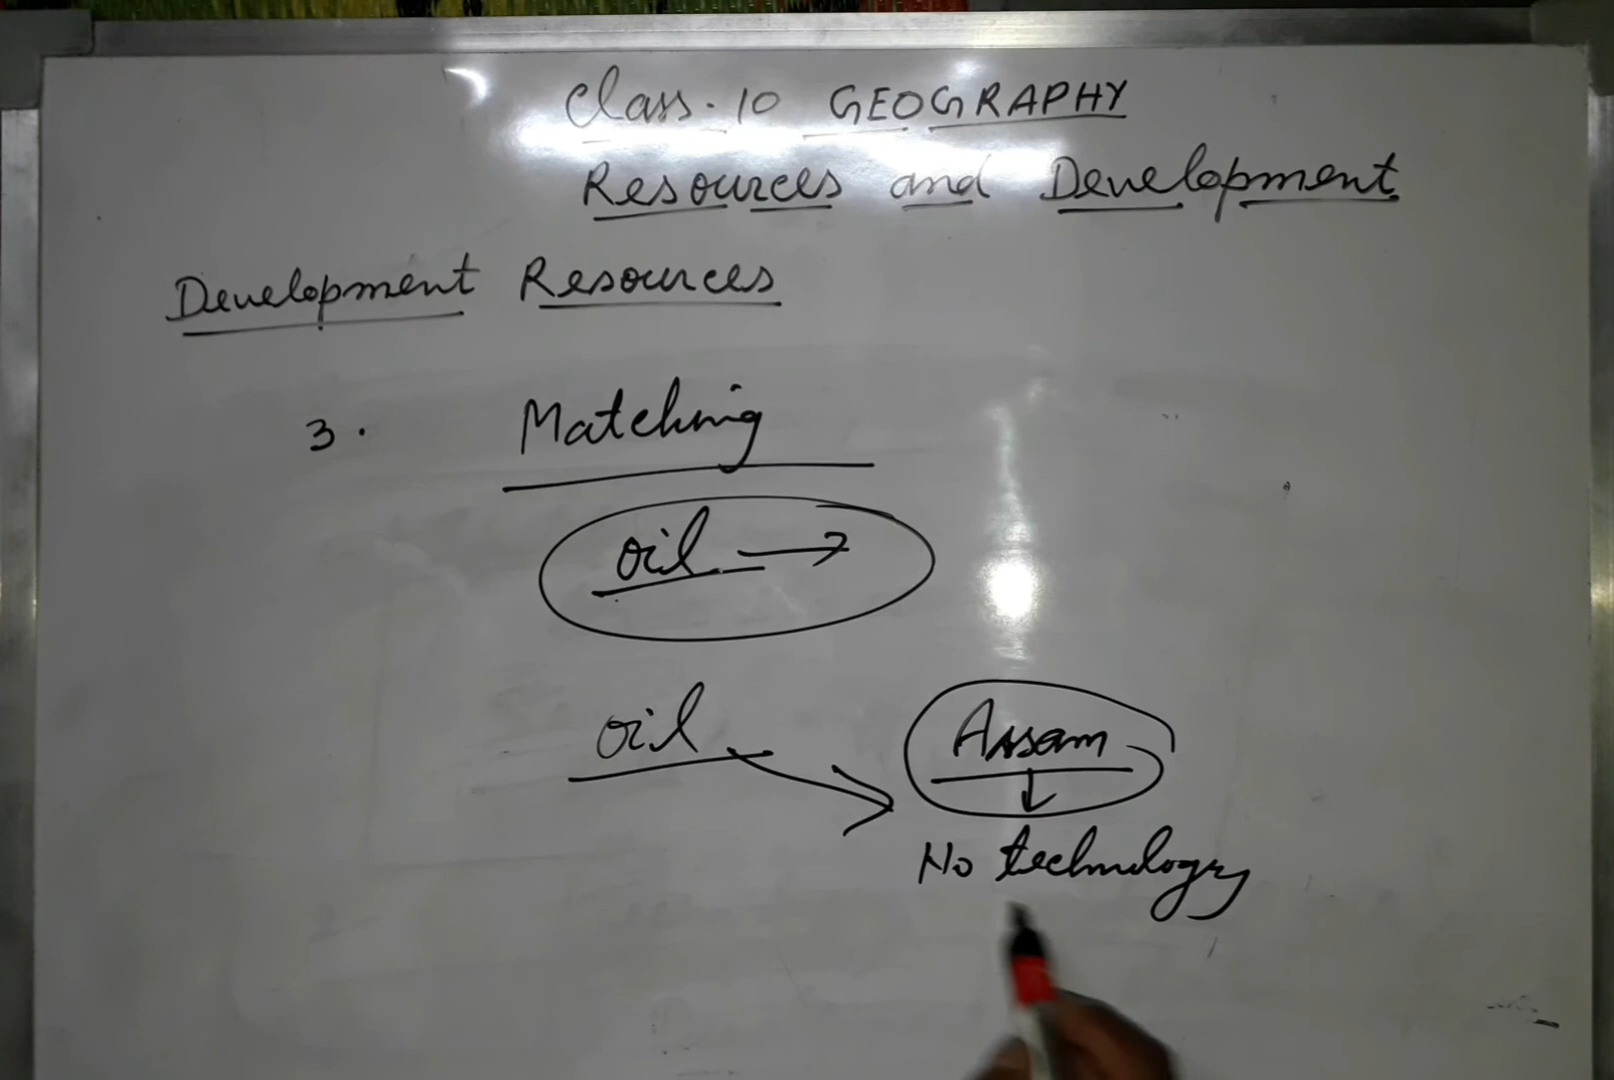 Class. 10 GEOGRAPHY
Resources and Development
Development Resources
3. Matching
oil →
oil → Assam
↓
No technology